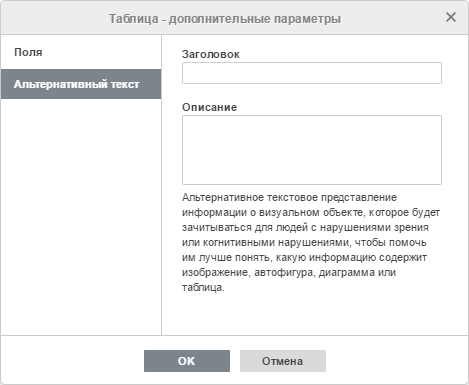 Таблица - дополнительные параметры
Поля
Альтернативный текст
Заголовок
Описание
Альтернативное текстовое представление
информации о визуальном объекте, которое будет
зачитываться для людей с нарушениями зрения
или когнитивными нарушениями, чтобы помочь
им лучше понять, какую информацию содержит
изображение, автофигура, диаграмма или
таблица.
OK
Отмена